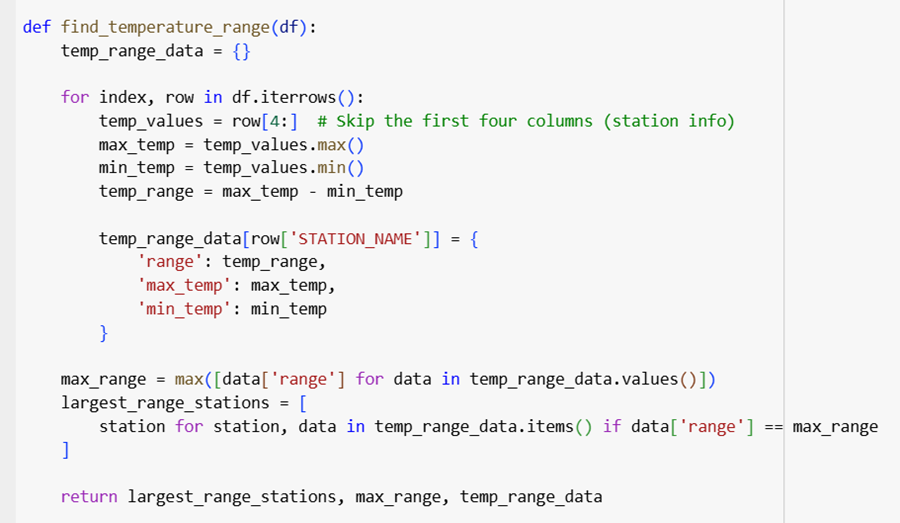 def find_temperature_range(df):
    temp_range_data = {}

    for index, row in df.iterrows():
        temp_values = row[4:]  # Skip the first four columns (station info)
        max_temp = temp_values.max()
        min_temp = temp_values.min()
        temp_range = max_temp - min_temp

        temp_range_data[row['STATION_NAME']] = {
            'range': temp_range,
            'max_temp': max_temp,
            'min_temp': min_temp
        }

    max_range = max([data['range'] for data in temp_range_data.values()])
    largest_range_stations = [
        station for station, data in temp_range_data.items() if data['range'] == max_range
    ]

    return largest_range_stations, max_range, temp_range_data